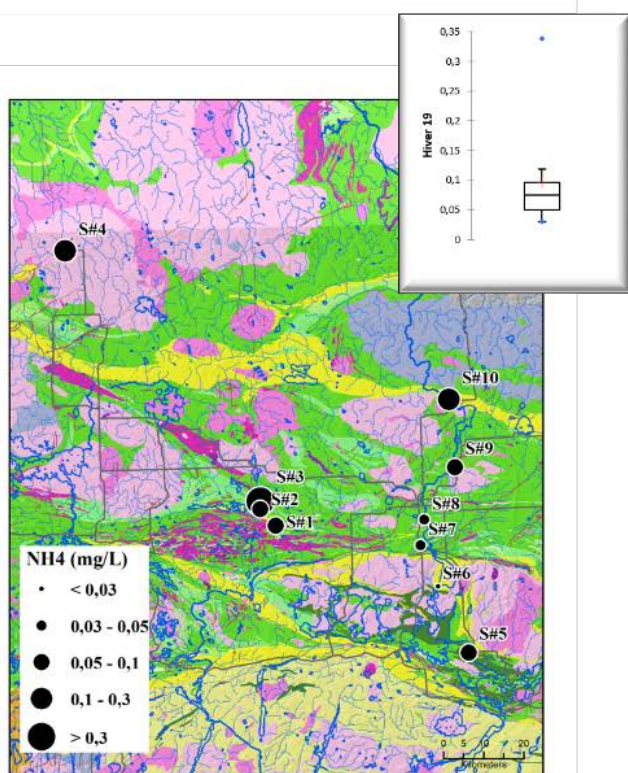 0,35
0,3
0,25
0,2
0,15
0,1
0,05
0
Hiver 19
S#4
S#10
S#9
S#3
S#2
S#8
S#1
S#7
S#6
S#5
NH4 (mg/L)
< 0,03
0,03 - 0,05
0,05 - 0,1
0,1 - 0,3
> 0,3
0 5 10 20
Kilometers